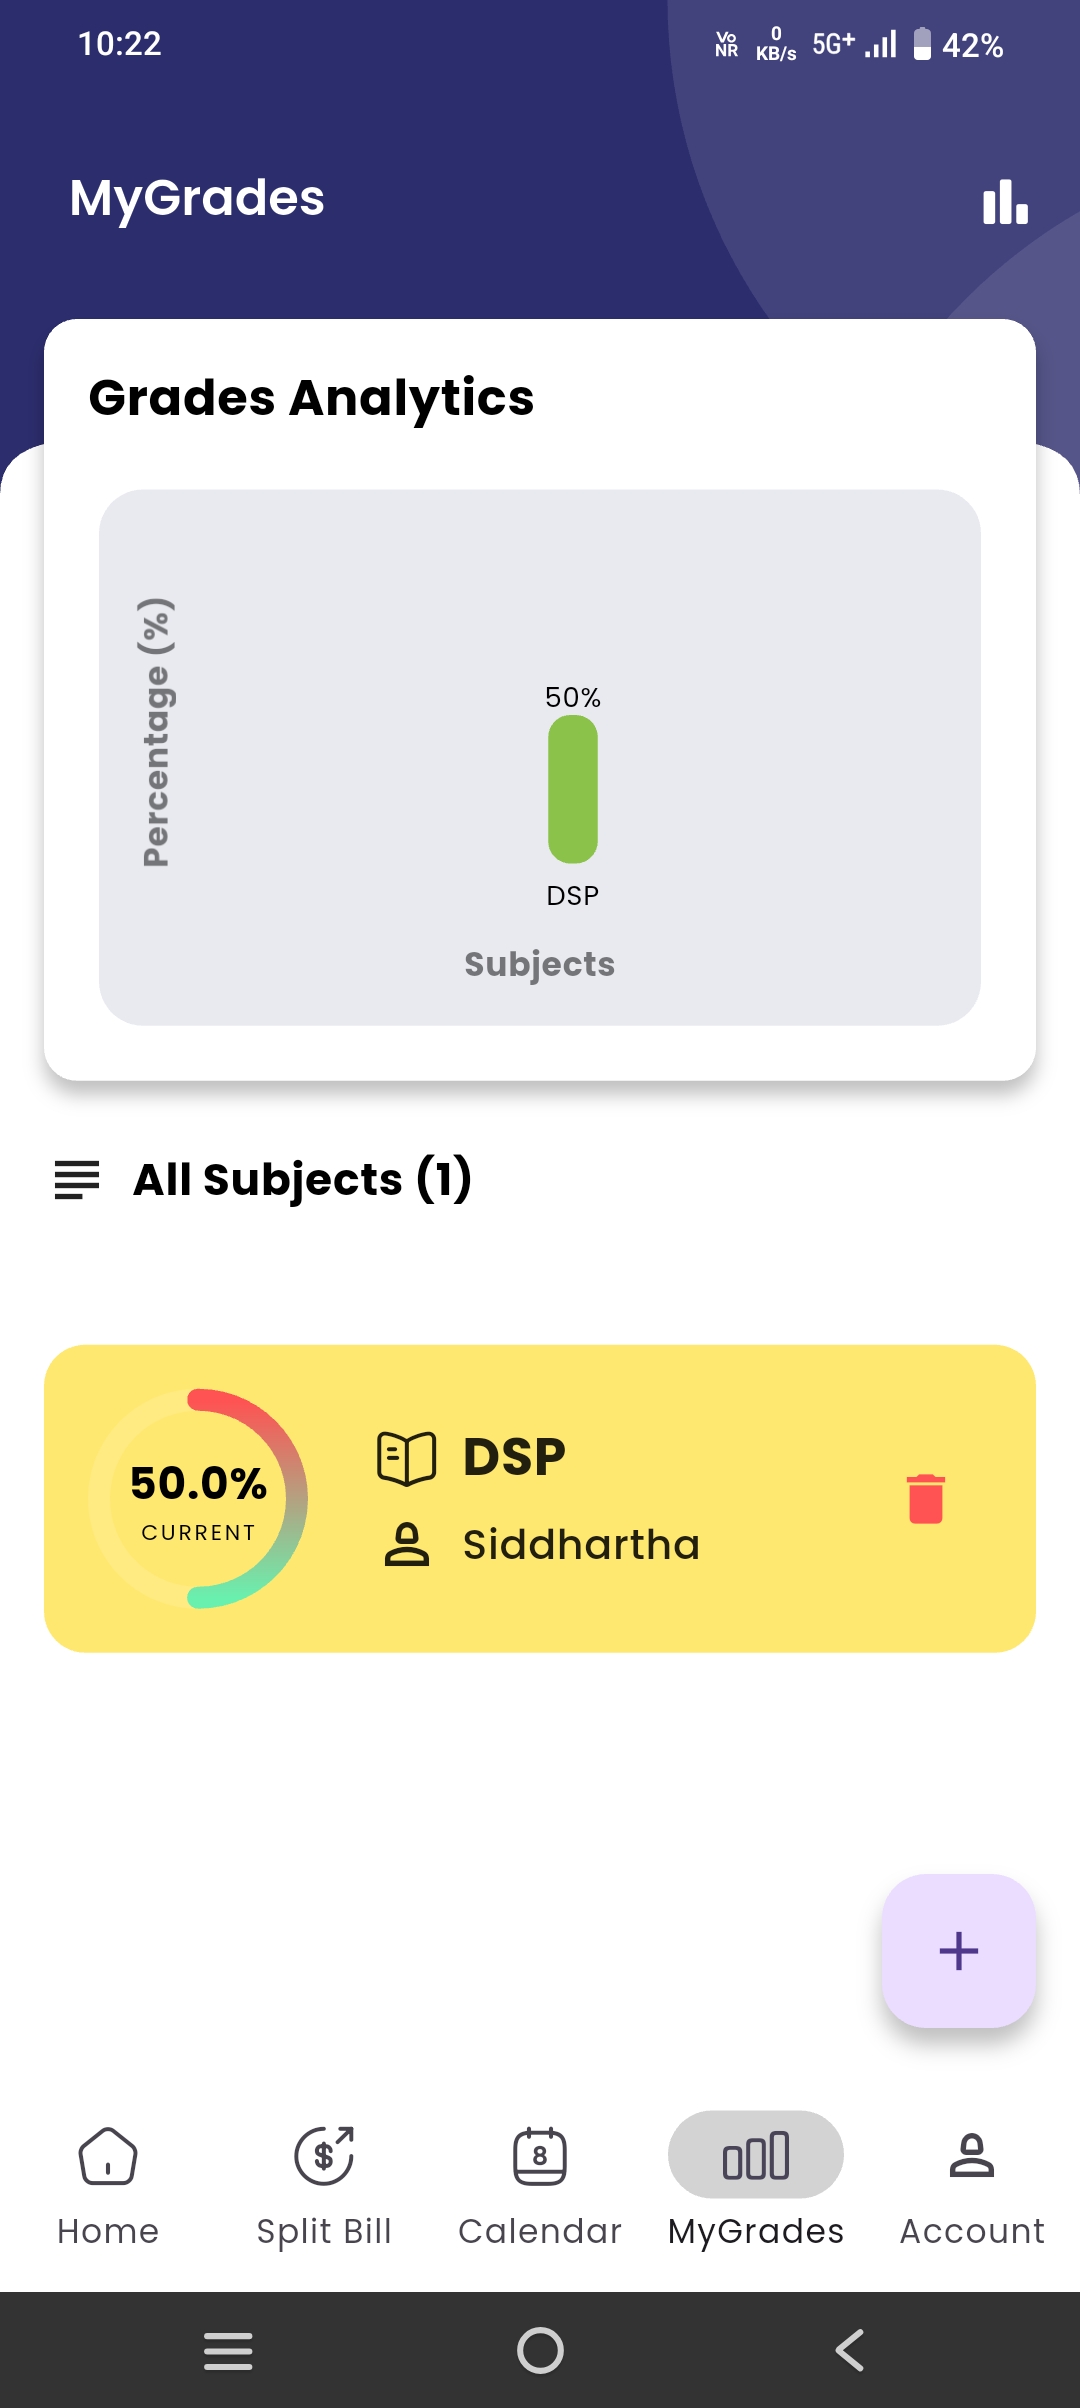 10:22
Vo NR 0 KB/s 5G+ 42%
MyGrades
Grades Analytics
Percentage (%)
50%
DSP
Subjects
All Subjects (1)
50.0%
CURRENT
DSP
Siddhartha
+
$ 8
Home Split Bill Calendar MyGrades Account